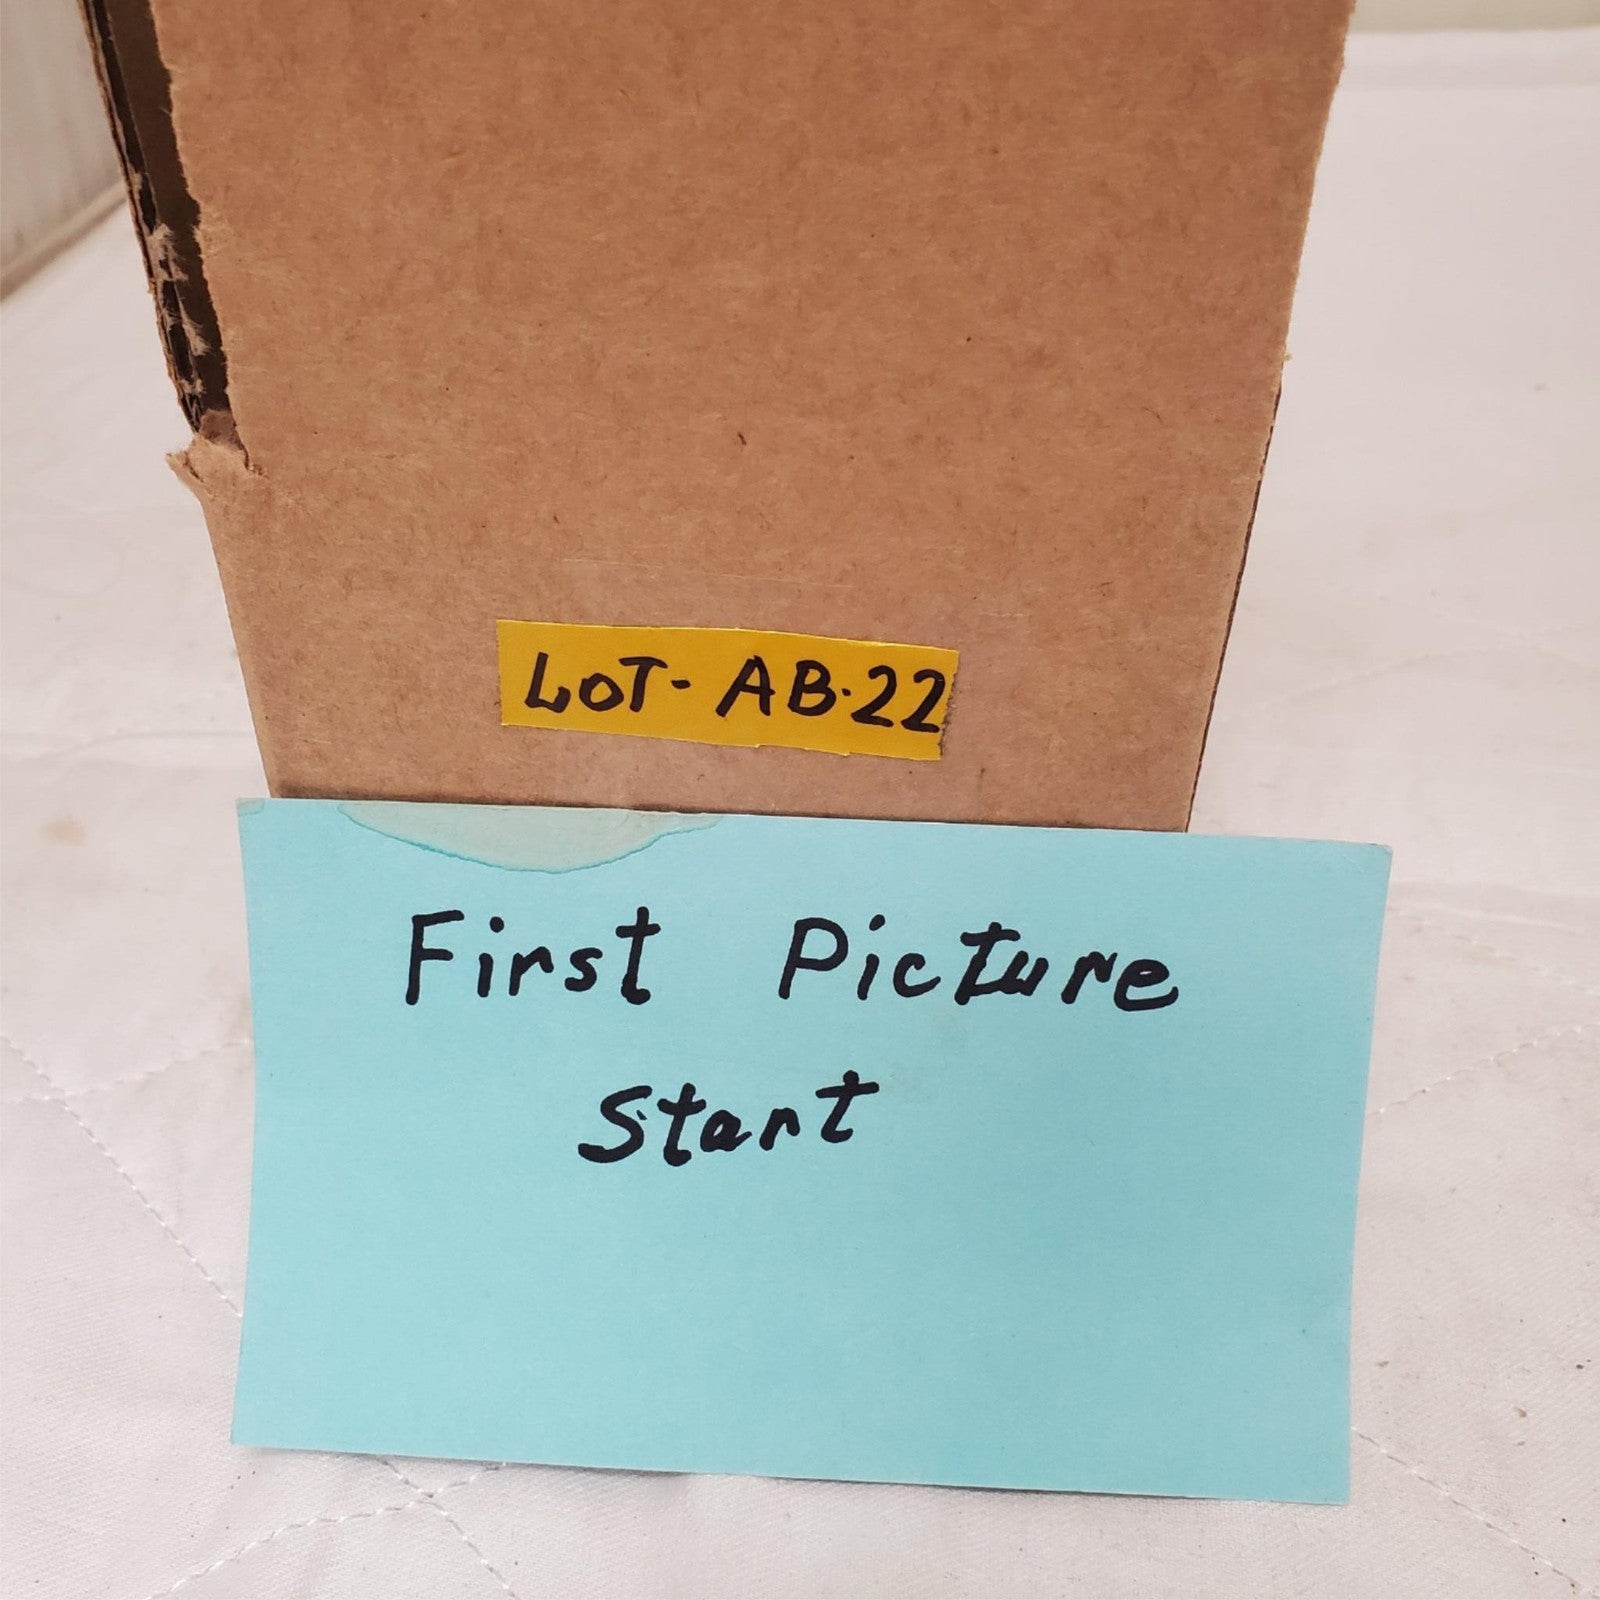 LOT- AB.22
First Picture
Start